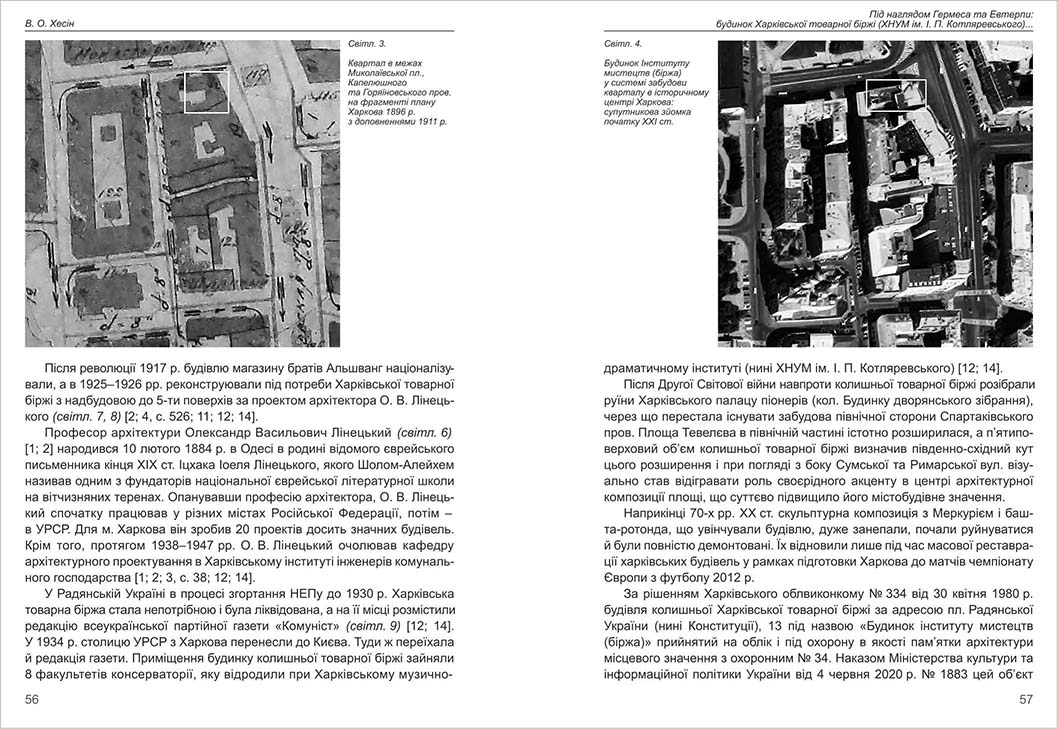 В. О. Хесін
Світл. 3.
Квартал в межах
Миколаївської пл.,
Капелюшного
та Горяїновського пров.
на фрагменті плану
Харкова 1896 р.
з доповненнями 1911 р.
Після революції 1917 р. будівлю магазину братів Альшванг націоналізу-
вали, а в 1925–1926 рр. реконструювали під потреби Харківської товарної
біржі з надбудовою до 5-ти поверхів за проектом архітектора О. В. Лінець-
кого (світл. 7, 8) [2; 4, с. 526; 11; 12; 14].
Професор архітектури Олександр Васильович Лінецький (світл. 6)
[1; 2] народився 10 лютого 1884 р. в Одесі в родині відомого єврейського
письменника кінця XIX ст. Іцхака Іоеля Лінецького, якого Шолом-Алейхем
називав одним з фундаторів національної єврейської літературної школи
на вітчизняних теренах. Опанувавши професію архітектора, О. В. Лінець-
кий спочатку працював у різних містах Російської Федерації, потім –
в УРСР. Для м. Харкова він зробив 20 проектів досить значних будівель.
Крім того, протягом 1938–1947 рр. О. В. Лінецький очолював кафедру
архітектурного проектування в Харківському інституті інженерів комуналь-
ного господарства [1; 2; 3, с. 38; 12; 14].
У Радянській Україні в процесі згортання НЕПу до 1930 р. Харківська
товарна біржа стала непотрібною і була ліквідована, а на її місці розмістили
редакцію всеукраїнської партійної газети «Комуніст» (світл. 9) [12; 14].
У 1934 р. столицю УРСР з Харкова перенесли до Києва. Туди ж переїхала
й редакція газети. Приміщення будинку колишньої товарної біржі зайняли
8 факультетів консерваторії, яку відродили при Харківському музично-
56
Під наглядом Гермеса та Евтерпи:
будинок Харківської товарної біржі (ХНУМ ім. І. П. Котляревського)...
Світл. 4.
Будинок Інституту
мистецтв (біржа)
у системі забудови
кварталу в історичному
центрі Харкова:
супутникова зйомка
початку XXI ст.
драматичному інституті (нині ХНУМ ім. І. П. Котляревського) [12; 14].
Після Другої Світової війни навпроти колишньої товарної біржі розібрали
руїни Харківського палацу піонерів (кол. Будинку дворянського зібрання),
через що перестала існувати забудова північної сторони Спартаківського
пров. Площа Тевелєва в північній частині істотно розширилася, а п’ятипо-
верховий об’єм колишньої товарної біржі визначив південно-східний кут
цього розширення і при погляді з боку Сумської та Римарської вул. візу-
ально став відігравати роль своєрідного акценту в центрі архітектурної
композиції площі, що суттєво підвищило його містобудівне значення.
Наприкінці 70-х рр. XX ст. скульптурна композиція з Меркурієм і баш-
та-ротонда, що увінчували будівлю, дуже занепали, почали руйнуватися
й були повністю демонтовані. Їх відновили лише під час масової реставра-
ції харківських будівель у рамках підготовки Харкова до матчів чемпіонату
Європи з футболу 2012 р.
За рішенням Харківського облвиконкому № 334 від 30 квітня 1980 р.
будівля колишньої Харківської товарної біржі за адресою пл. Радянської
України (нині Конституції), 13 під назвою «Будинок інституту мистецтв
(біржа)» прийнятий на облік і під охорону в якості пам’ятки архітектури
місцевого значення з охоронним № 34. Наказом Міністерства культури та
інформаційної політики України від 4 червня 2020 р. № 1883 цей об’єкт
57